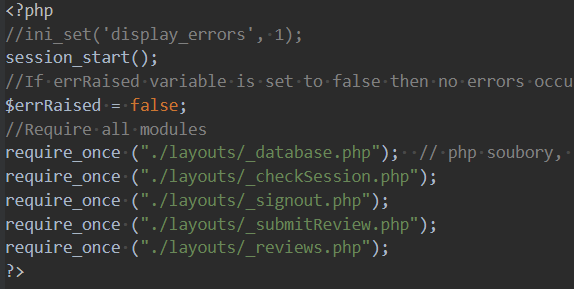 <?php
//ini_set('display_errors', 1);
session_start();
//If errRaised variable is set to false then no errors occu
$errRaised = false;
//Require all modules
require_once ("./layouts/_database.php");  // php soubory,
require_once ("./layouts/_checkSession.php");
require_once ("./layouts/_signout.php");
require_once ("./layouts/_submitReview.php");
require_once ("./layouts/_reviews.php");
?>